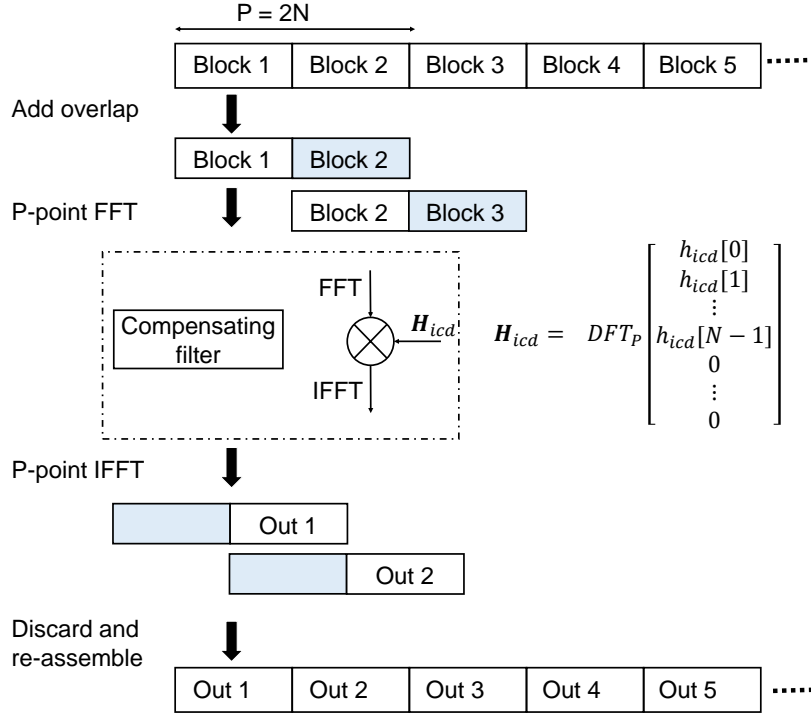 P = 2N
Block 1 Block 2 Block 3 Block 4 Block 5 ......
Add overlap
Block 1 Block 2
P-point FFT
Block 2 Block 3
FFT
Compensating
filter
H_icd
IFFT
H_icd = DFT_P
h_icd[0]
h_icd[1]
⋮
h_icd[N − 1]
0
⋮
0
P-point IFFT
Out 1
Out 2
Discard and
re-assemble
Out 1 Out 2 Out 3 Out 4 Out 5 ......